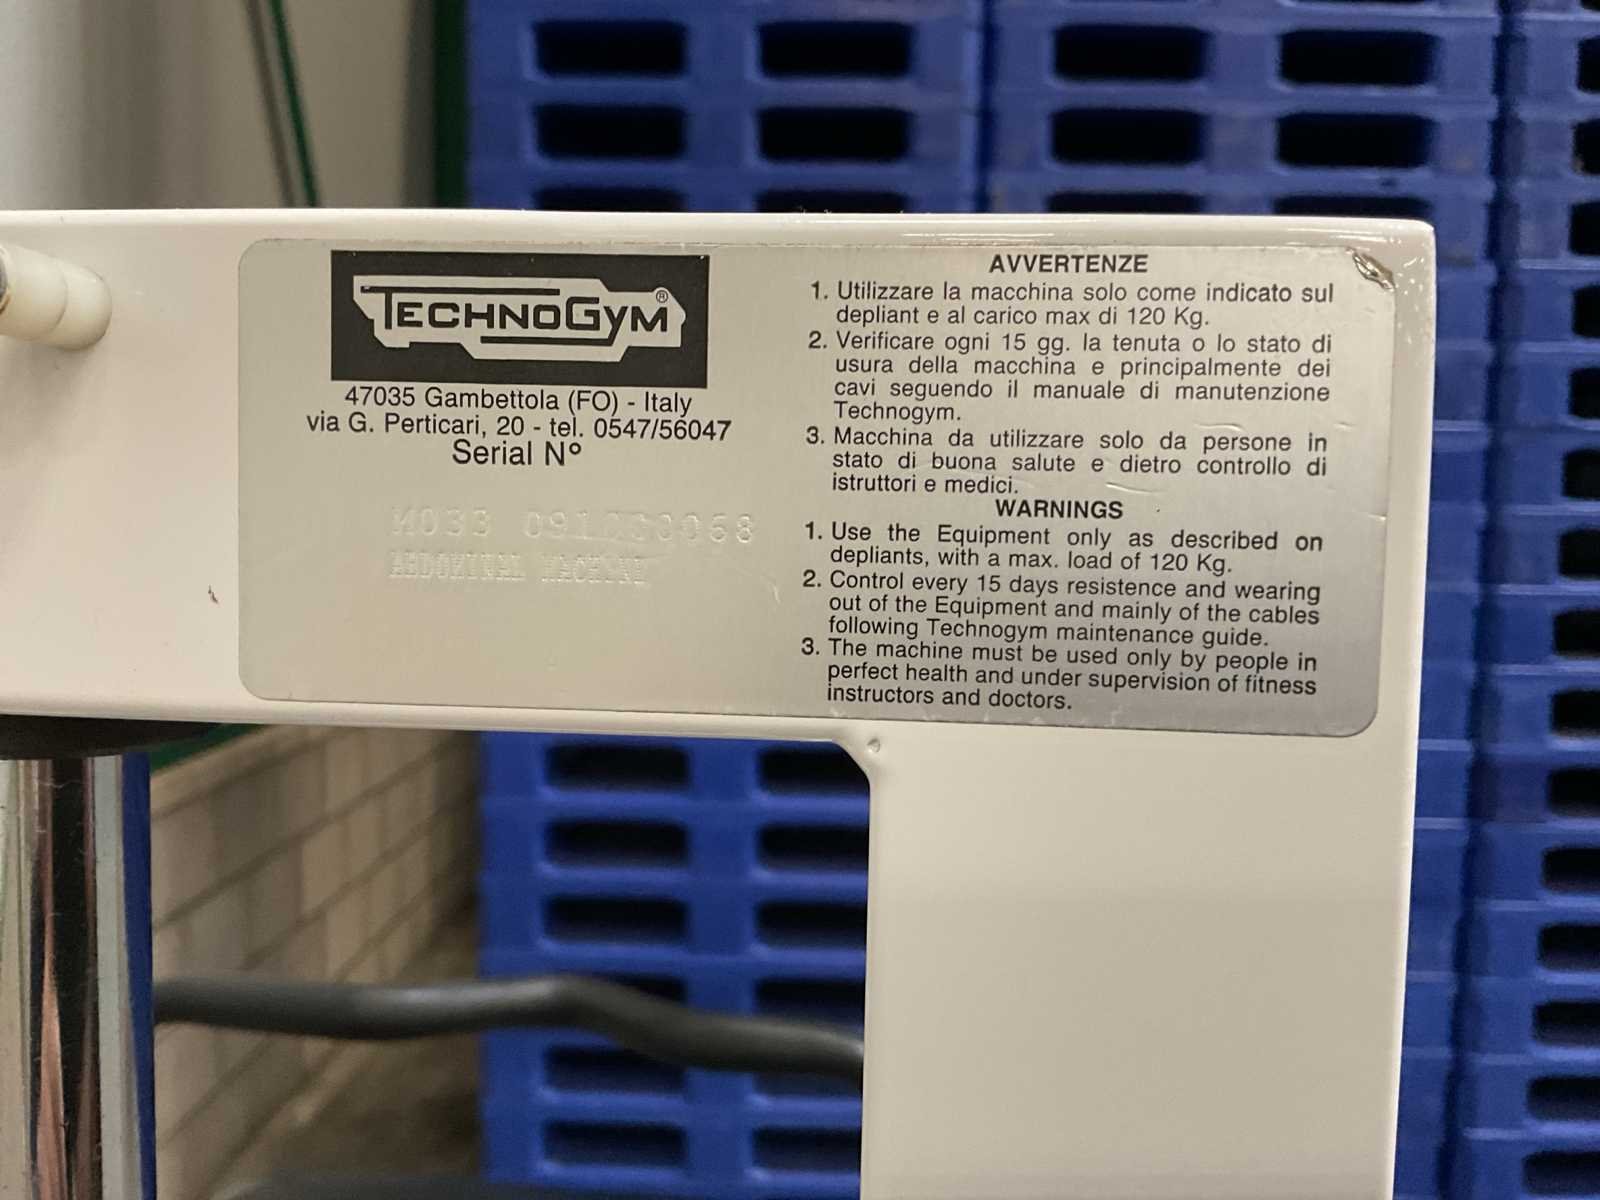 TECHNOGYM®
47035 Gambettola (FO) - Italy
via G. Perticari, 20 - tel. 0547/56047
Serial N°
ABDOMINAL MACHINE
AVVERTENZE
1. Utilizzare la macchina solo come indicato sul
depliant e al carico max di 120 Kg.
2. Verificare ogni 15 gg. la tenuta o lo stato di
usura della macchina e principalmente dei
cavi seguendo il manuale di manutenzione
Technogym.
3. Macchina da utilizzare solo da persone in
stato di buona salute e dietro controllo di
istruttori e medici.
WARNINGS
1. Use the Equipment only as described on
depliants, with a max. load of 120 Kg.
2. Control every 15 days resistence and wearing
out of the Equipment and mainly of the cables
following Technogym maintenance guide.
3. The machine must be used only by people in
perfect health and under supervision of fitness
instructors and doctors.